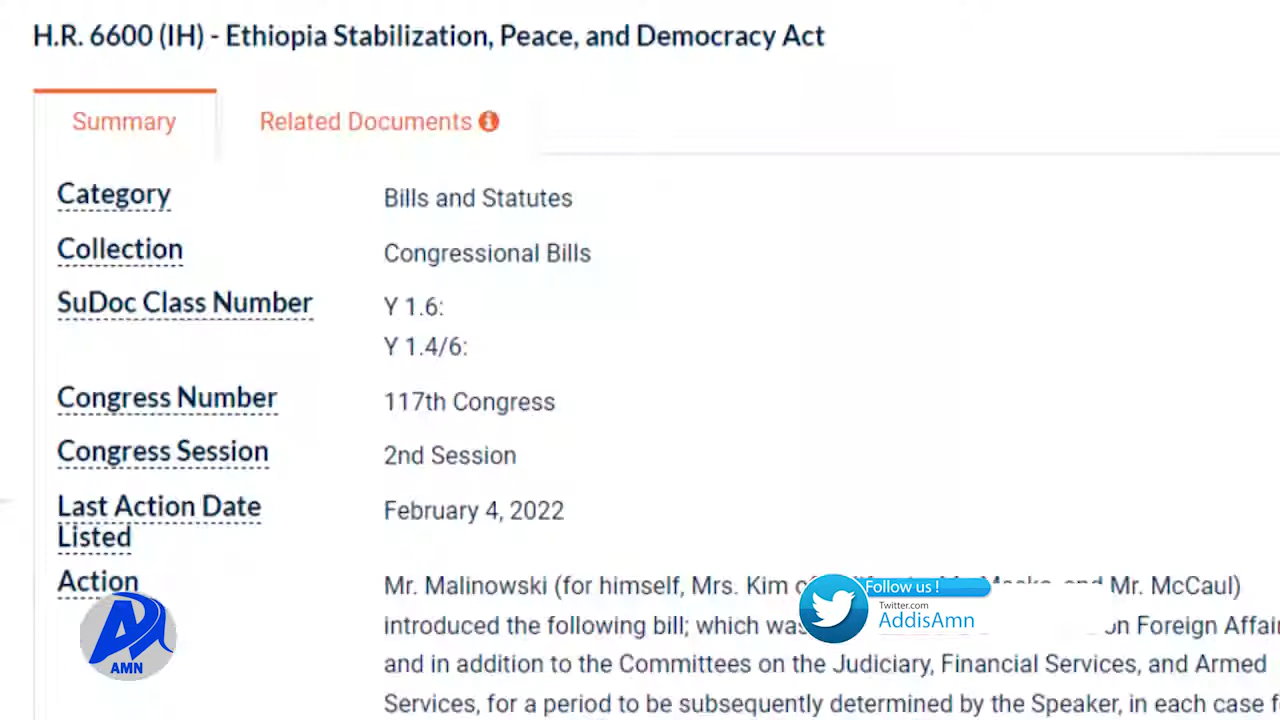 H.R. 6600 (IH) - Ethiopia Stabilization, Peace, and Democracy Act
Summary
Related Documents
Category
Bills and Statutes
Collection
Congressional Bills
SuDoc Class Number
Y 1.6:
Y 1.4/6:
Congress Number
117th Congress
Congress Session
2nd Session
Last Action Date
Listed
February 4, 2022
Action
Mr. Malinowski (for himself, Mrs. Kim and Mr. McCaul)
introduced the following bill; which was on Foreign Affair
and in addition to the Committees on the Judiciary, Financial Services, and Armed
Services, for a period to be subsequently determined by the Speaker, in each case f
Follow us !
Twitter.com
AddisAmn
AMN